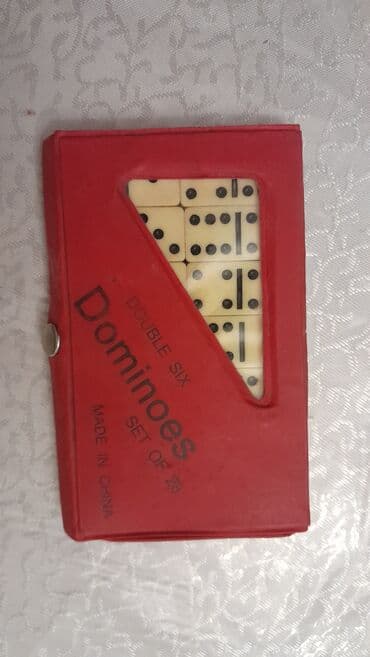 DOUBLE SIX
Dominoes
SET OF 28
MADE IN CHINA